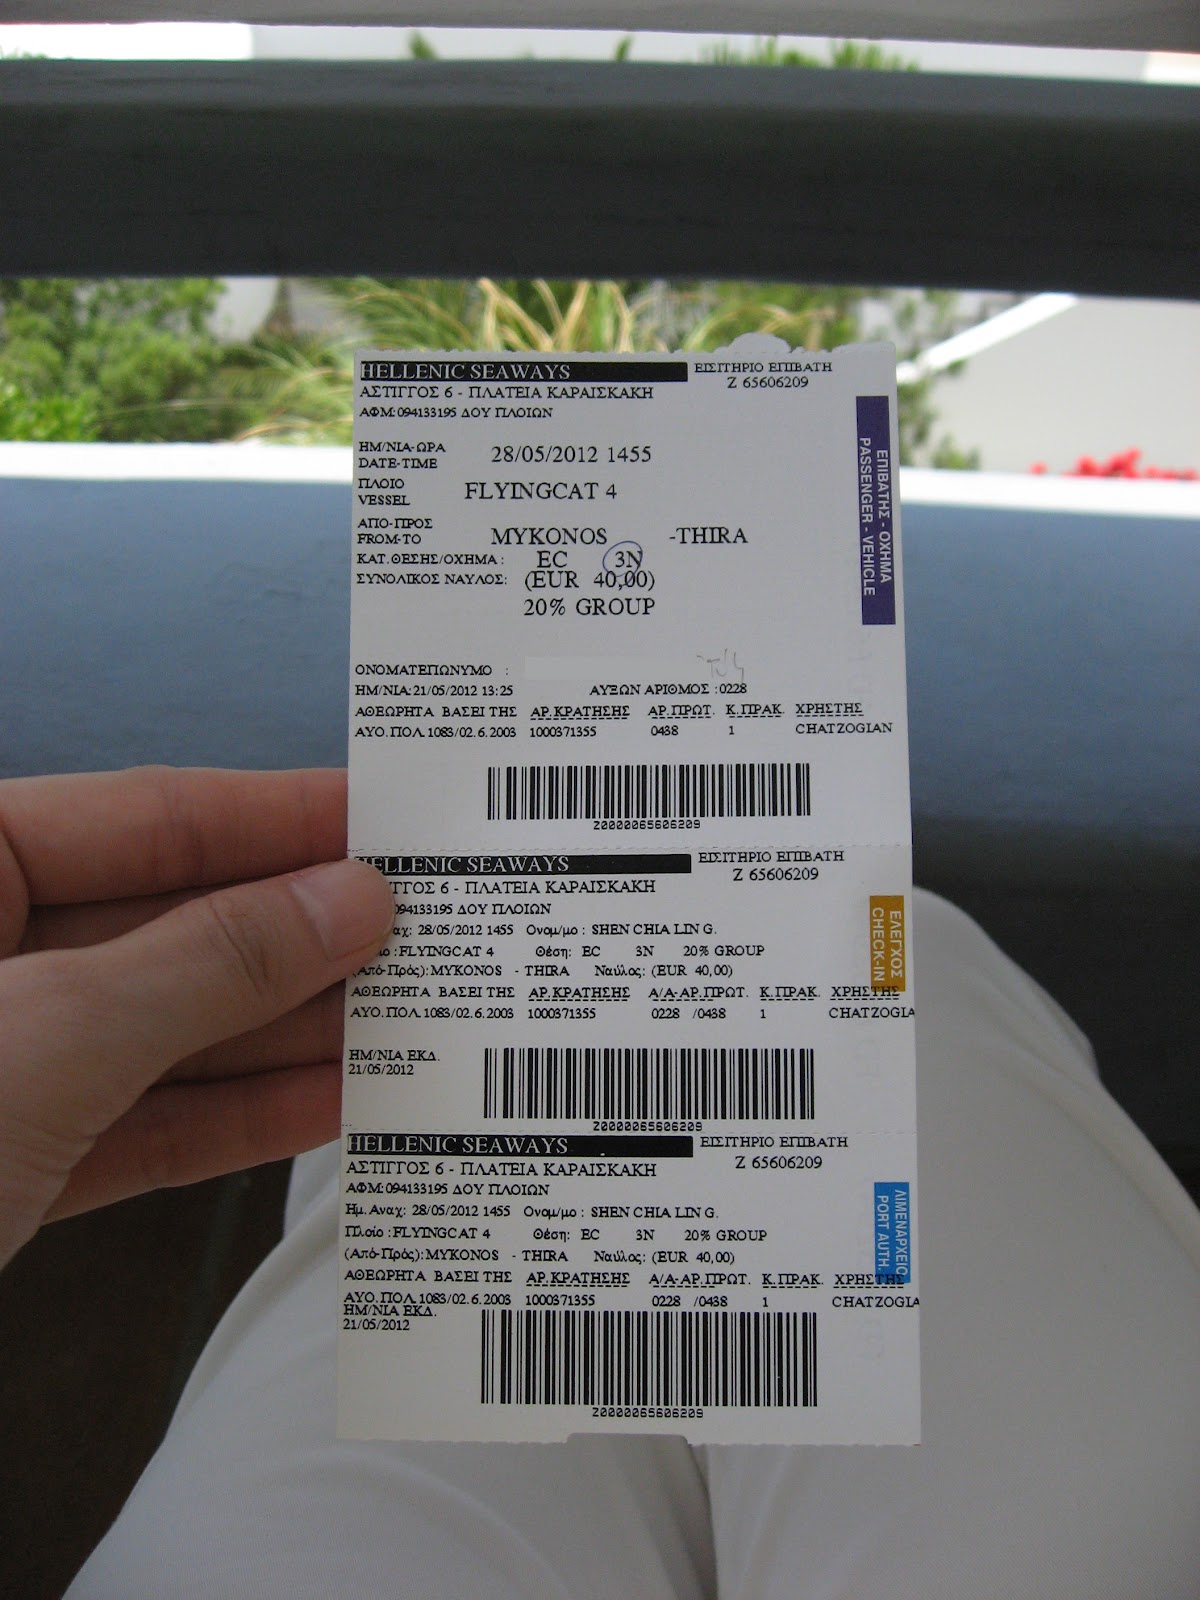 HELLENIC SEAWAYS ΕΙΣΙΤΗΡΙΟ ΕΠΙΒΑΤΗ
Ζ 65606209
ΑΣΤΙΓΓΟΣ 6 - ΠΛΑΤΕΙΑ ΚΑΡΑΙΣΚΑΚΗ
ΑΦΜ:094133195 ΔΟΥ ΠΛΟΙΩΝ
ΗΜ/ΝΙΑ-ΩΡΑ
DATE-TIME 28/05/2012 1455
ΠΛΟΙΟ
VESSEL FLYINGCAT 4
ΑΠΟ-ΠΡΟΣ
FROM-TO MYKONOS -THIRA
ΚΑΤ.ΘΕΣΗΣ/ΟΧΗΜΑ : EC 3N
ΣΥΝΟΛΙΚΟΣ ΝΑΥΛΟΣ: (EUR 40,00)
20% GROUP
ΕΠΙΒΑΤΗΣ - ΟΧΗΜΑ
PASSENGER - VEHICLE
ΟΝΟΜΑΤΕΠΩΝΥΜΟ :
ΗΜ/ΝΙΑ:21/05/2012 13:25 ΑΥΞΩΝ ΑΡΙΘΜΟΣ :0228
ΑΘΕΩΡΗΤΑ ΒΑΣΕΙ ΤΗΣ ΑΡ.ΚΡΑΤΗΣΗΣ ΑΡ.ΠΡΩΤ. Κ.ΠΡΑΚ. ΧΡΗΣΤΗΣ
ΑΥΟ.ΠΟΛ.1083/02.6.2003 1000371355 0438 1 CHATZOGIAN
Z0000065606209
HELLENIC SEAWAYS ΕΙΣΙΤΗΡΙΟ ΕΠΙΒΑΤΗ
Ζ 65606209
ΤΓΟΣ 6 - ΠΛΑΤΕΙΑ ΚΑΡΑΙΣΚΑΚΗ
094133195 ΔΟΥ ΠΛΟΙΩΝ
αχ: 28/05/2012 1455 Ονομ/μο : SHEN CHIA LIN G.
ιο :FLYINGCAT 4 Θέση: EC 3N 20% GROUP
(Από-Πρός):MYKONOS - THIRA Ναύλος: (EUR 40,00)
ΑΘΕΩΡΗΤΑ ΒΑΣΕΙ ΤΗΣ ΑΡ.ΚΡΑΤΗΣΗΣ Α/Α-ΑΡ.ΠΡΩΤ. Κ.ΠΡΑΚ. ΧΡΗΣΤΗΣ
ΑΥΟ.ΠΟΛ.1083/02.6.2003 1000371355 0228 /0438 1 CHATZOGIA
ΕΛΕΓΧΟΣ
CHECK-IN
ΗΜ/ΝΙΑ ΕΚΔ.
21/05/2012
Z0000065606209
HELLENIC SEAWAYS ΕΙΣΙΤΗΡΙΟ ΕΠΙΒΑΤΗ
Ζ 65606209
ΑΣΤΙΓΓΟΣ 6 - ΠΛΑΤΕΙΑ ΚΑΡΑΙΣΚΑΚΗ
ΑΦΜ:094133195 ΔΟΥ ΠΛΟΙΩΝ
Ημ. Αναχ: 28/05/2012 1455 Ονομ/μο : SHEN CHIA LIN G.
Πλοίο :FLYINGCAT 4 Θέση: EC 3N 20% GROUP
(Από-Πρός):MYKONOS - THIRA Ναύλος: (EUR 40,00)
ΑΘΕΩΡΗΤΑ ΒΑΣΕΙ ΤΗΣ ΑΡ.ΚΡΑΤΗΣΗΣ Α/Α-ΑΡ.ΠΡΩΤ. Κ.ΠΡΑΚ. ΧΡΗΣΤΗΣ
ΑΥΟ.ΠΟΛ.1083/02.6.2003 1000371355 0228 /0438 1 CHATZOGIA
ΛΙΜΕΝΑΡΧΕΙΟ
PORT AUTH.
ΗΜ/ΝΙΑ ΕΚΔ.
21/05/2012
Z0000065606209